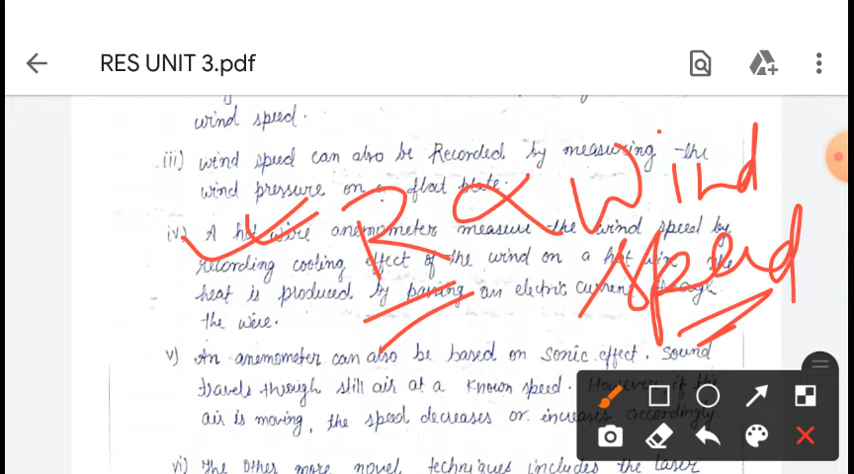 RES UNIT 3.pdf
wind speed.
iii) wind speed can also be Recorded by measuring the
wind pressure on a flat plate.
iv) A hot wire anemometer measure the wind speed by
recording cooling effect of the wind on a hot wire. The
heat is produced by passing an electric current through
the wire.
R α Wind
speed
v) An anemometer can also be based on sonic effect. Sound
travels through still air at a known speed. However if the
air is moving, the speed decreases or increases accordingly.
vi) The other more novel techniques includes the laser